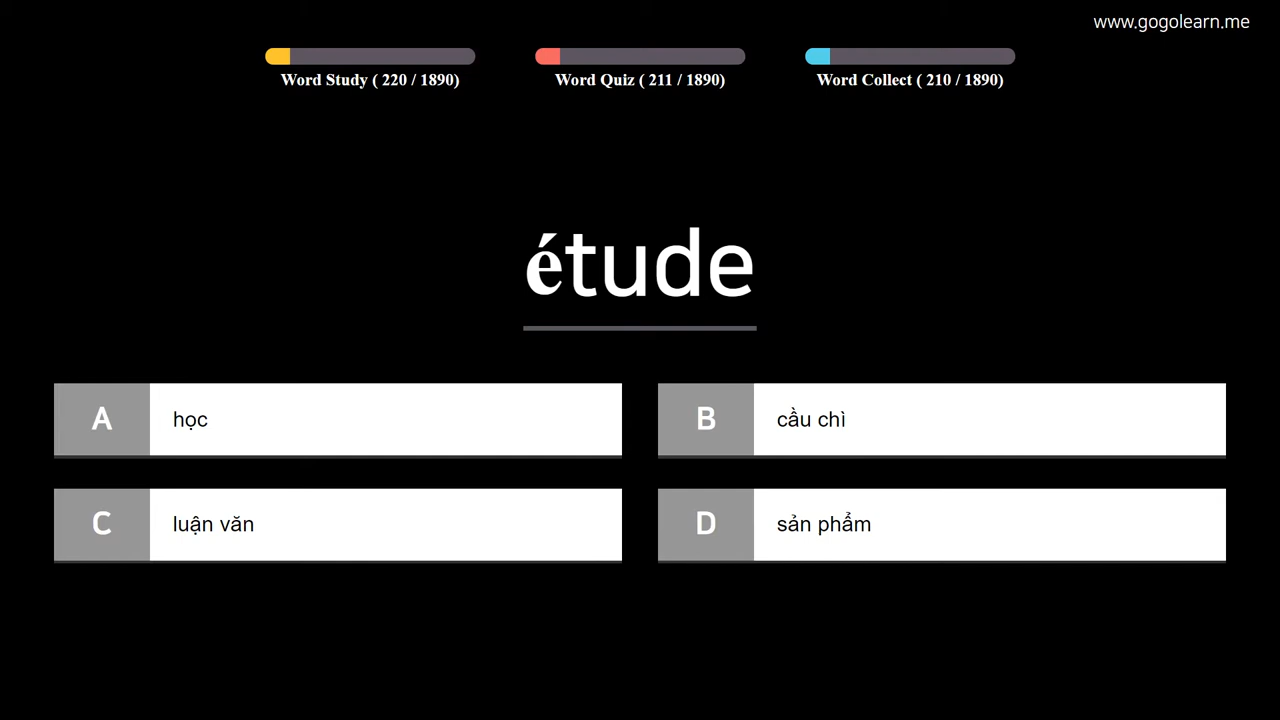 www.gogolearn.me
Word Study ( 220 / 1890)
Word Quiz ( 211 / 1890)
Word Collect ( 210 / 1890)
étude
A học
B cầu chì
C luận văn
D sản phẩm